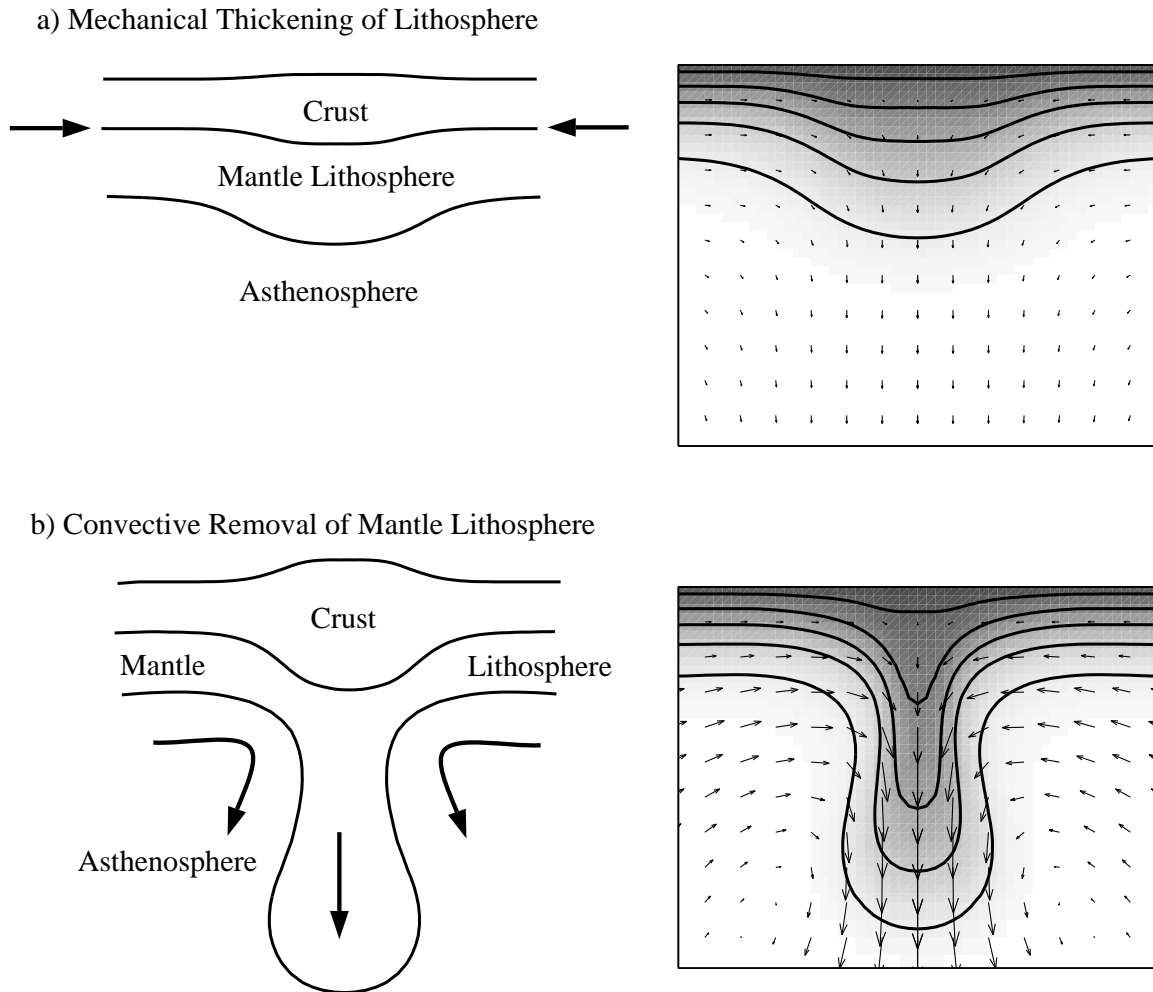 a) Mechanical Thickening of Lithosphere
Crust
Mantle Lithosphere
Asthenosphere
b) Convective Removal of Mantle Lithosphere
Crust
Mantle Lithosphere
Asthenosphere